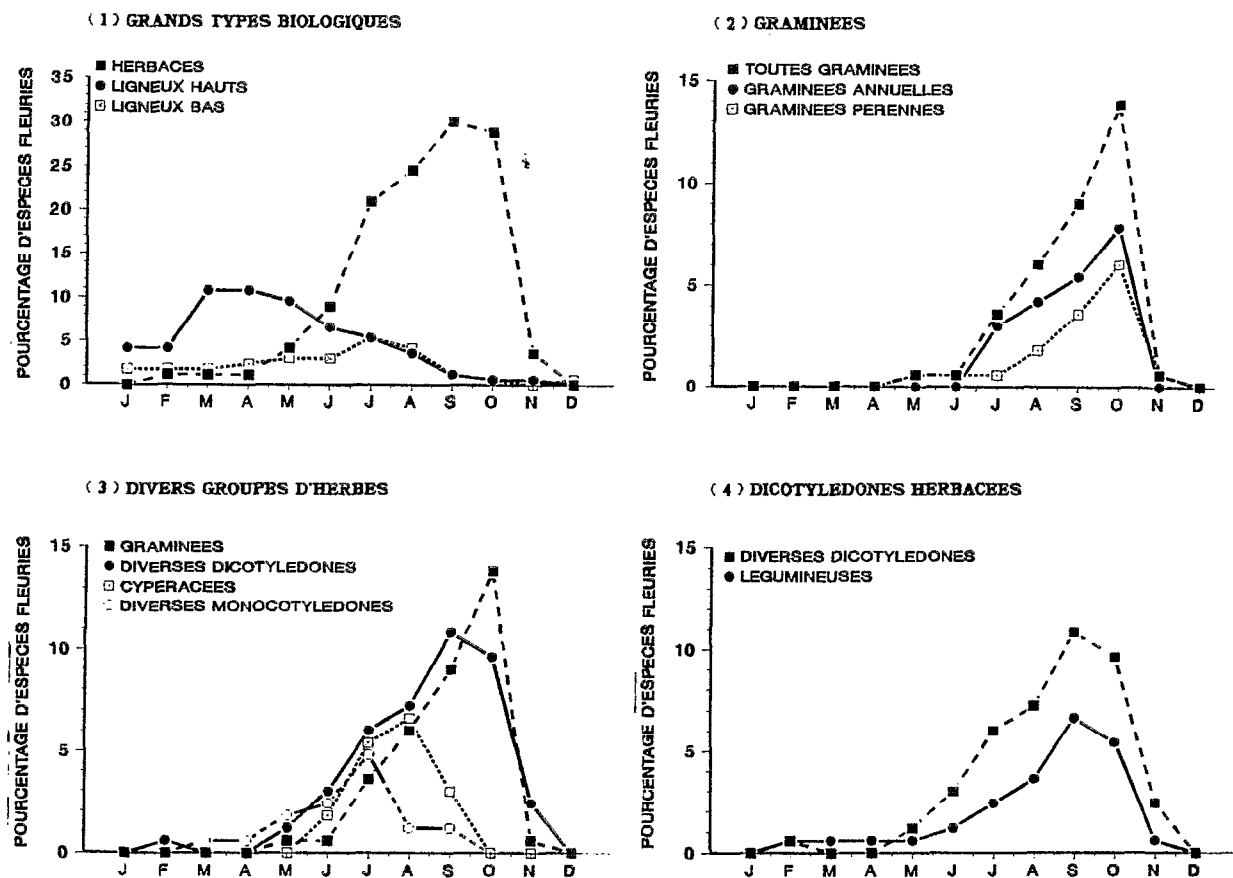 ( 1 ) GRANDS TYPES BIOLOGIQUES
HERBACES
LIGNEUX HAUTS
LIGNEUX BAS
POURCENTAGE D'ESPECES FLEURIES
35
30
25
20
15
10
5
0
J F M A M J J A S O N D
( 2 ) GRAMINEES
TOUTES GRAMINEES
GRAMINEES ANNUELLES
GRAMINEES PERENNES
POURCENTAGE D'ESPECES FLEURIES
15
10
5
0
J F M A M J J A S O N D
( 3 ) DIVERS GROUPES D'HERBES
GRAMINEES
DIVERSES DICOTYLEDONES
CYPERACEES
DIVERSES MONOCOTYLEDONES
POURCENTAGE D'ESPECES FLEURIES
15
10
5
0
J F M A M J J A S O N D
( 4 ) DICOTYLEDONES HERBACEES
DIVERSES DICOTYLEDONES
LEGUMINEUSES
POURCENTAGE D'ESPECES FLEURIES
15
10
5
0
J F M A M J J A S O N D